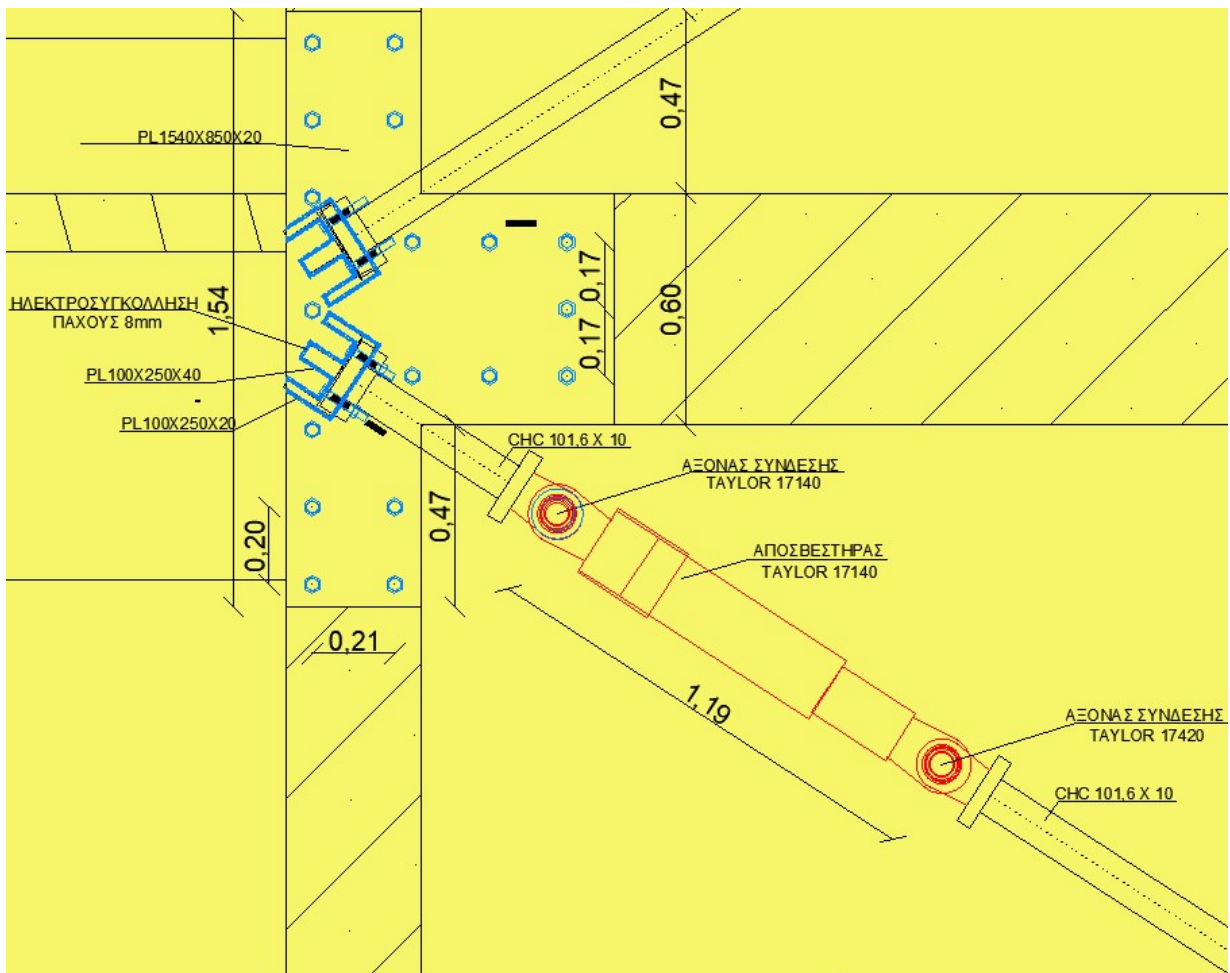 0,47
PL1540X850X20
1,54
0,17
0,17
0,60
ΗΛΕΚΤΡΟΣΥΓΚΟΛΛΗΣΗ
ΠΑΧΟΥΣ 8mm
PL100X250X40
PL100X250X20
CHC 101,6 X 10
0,47
0,20
0,21
ΑΞΟΝΑΣ ΣΥΝΔΕΣΗΣ
TAYLOR 17140
ΑΠΟΣΒΕΣΤΗΡΑΣ
TAYLOR 17140
1,19
ΑΞΟΝΑΣ ΣΥΝΔΕΣΗΣ
TAYLOR 17420
CHC 101,6 X 10